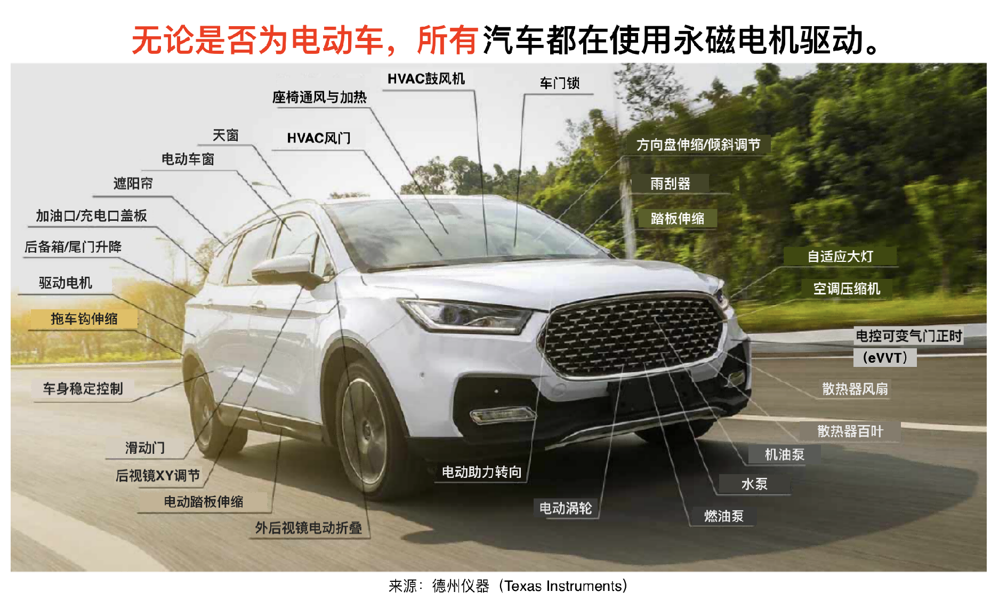 无论是否为电动车，所有汽车都在使用永磁电机驱动。
HVAC鼓风机
车门锁
座椅通风与加热
天窗
HVAC风门
方向盘伸缩/倾斜调节
电动车窗
遮阳帘
雨刮器
加油口/充电口盖板
踏板伸缩
后备箱/尾门升降
自适应大灯
驱动电机
空调压缩机
拖车钩伸缩
电控可变气门正时
（eVVT）
车身稳定控制
散热器风扇
散热器百叶
滑动门
机油泵
后视镜XY调节
电动助力转向
水泵
电动踏板伸缩
电动涡轮
燃油泵
外后视镜电动折叠
来源：德州仪器（Texas Instruments）